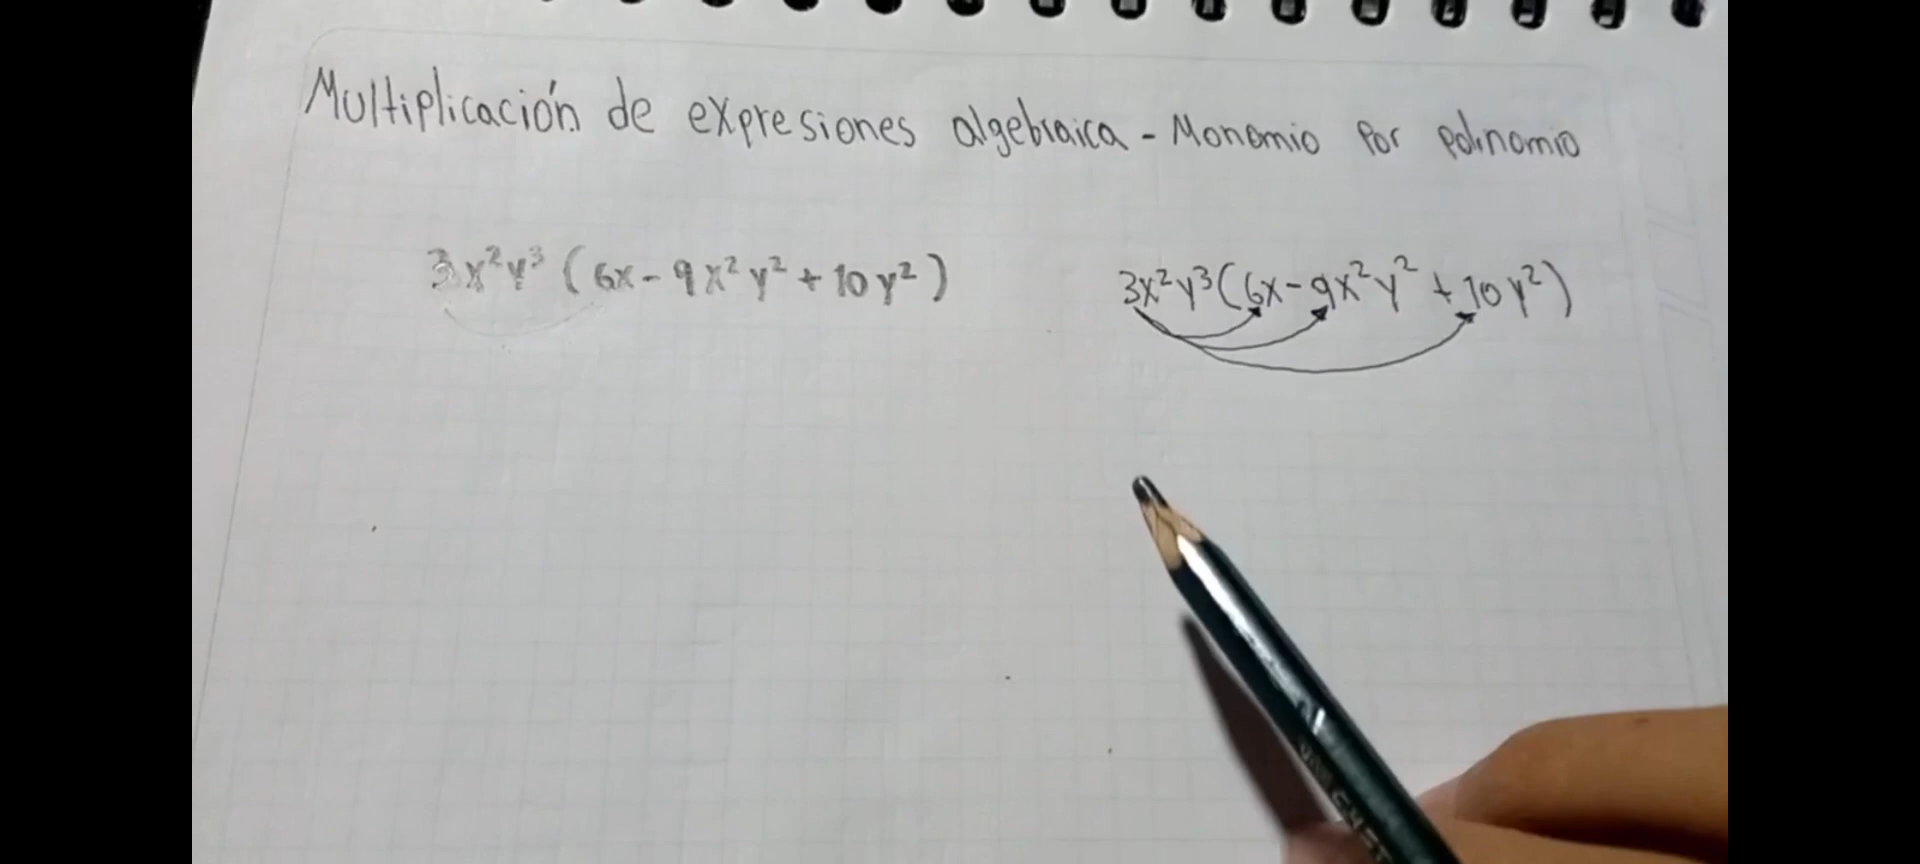 Multiplicación de expresiones algebraica - Monomio Por polinomio
3x²y³ (6x - 9x²y² + 10y²) 3x²y³(6x - 9x²y² + 10y²)